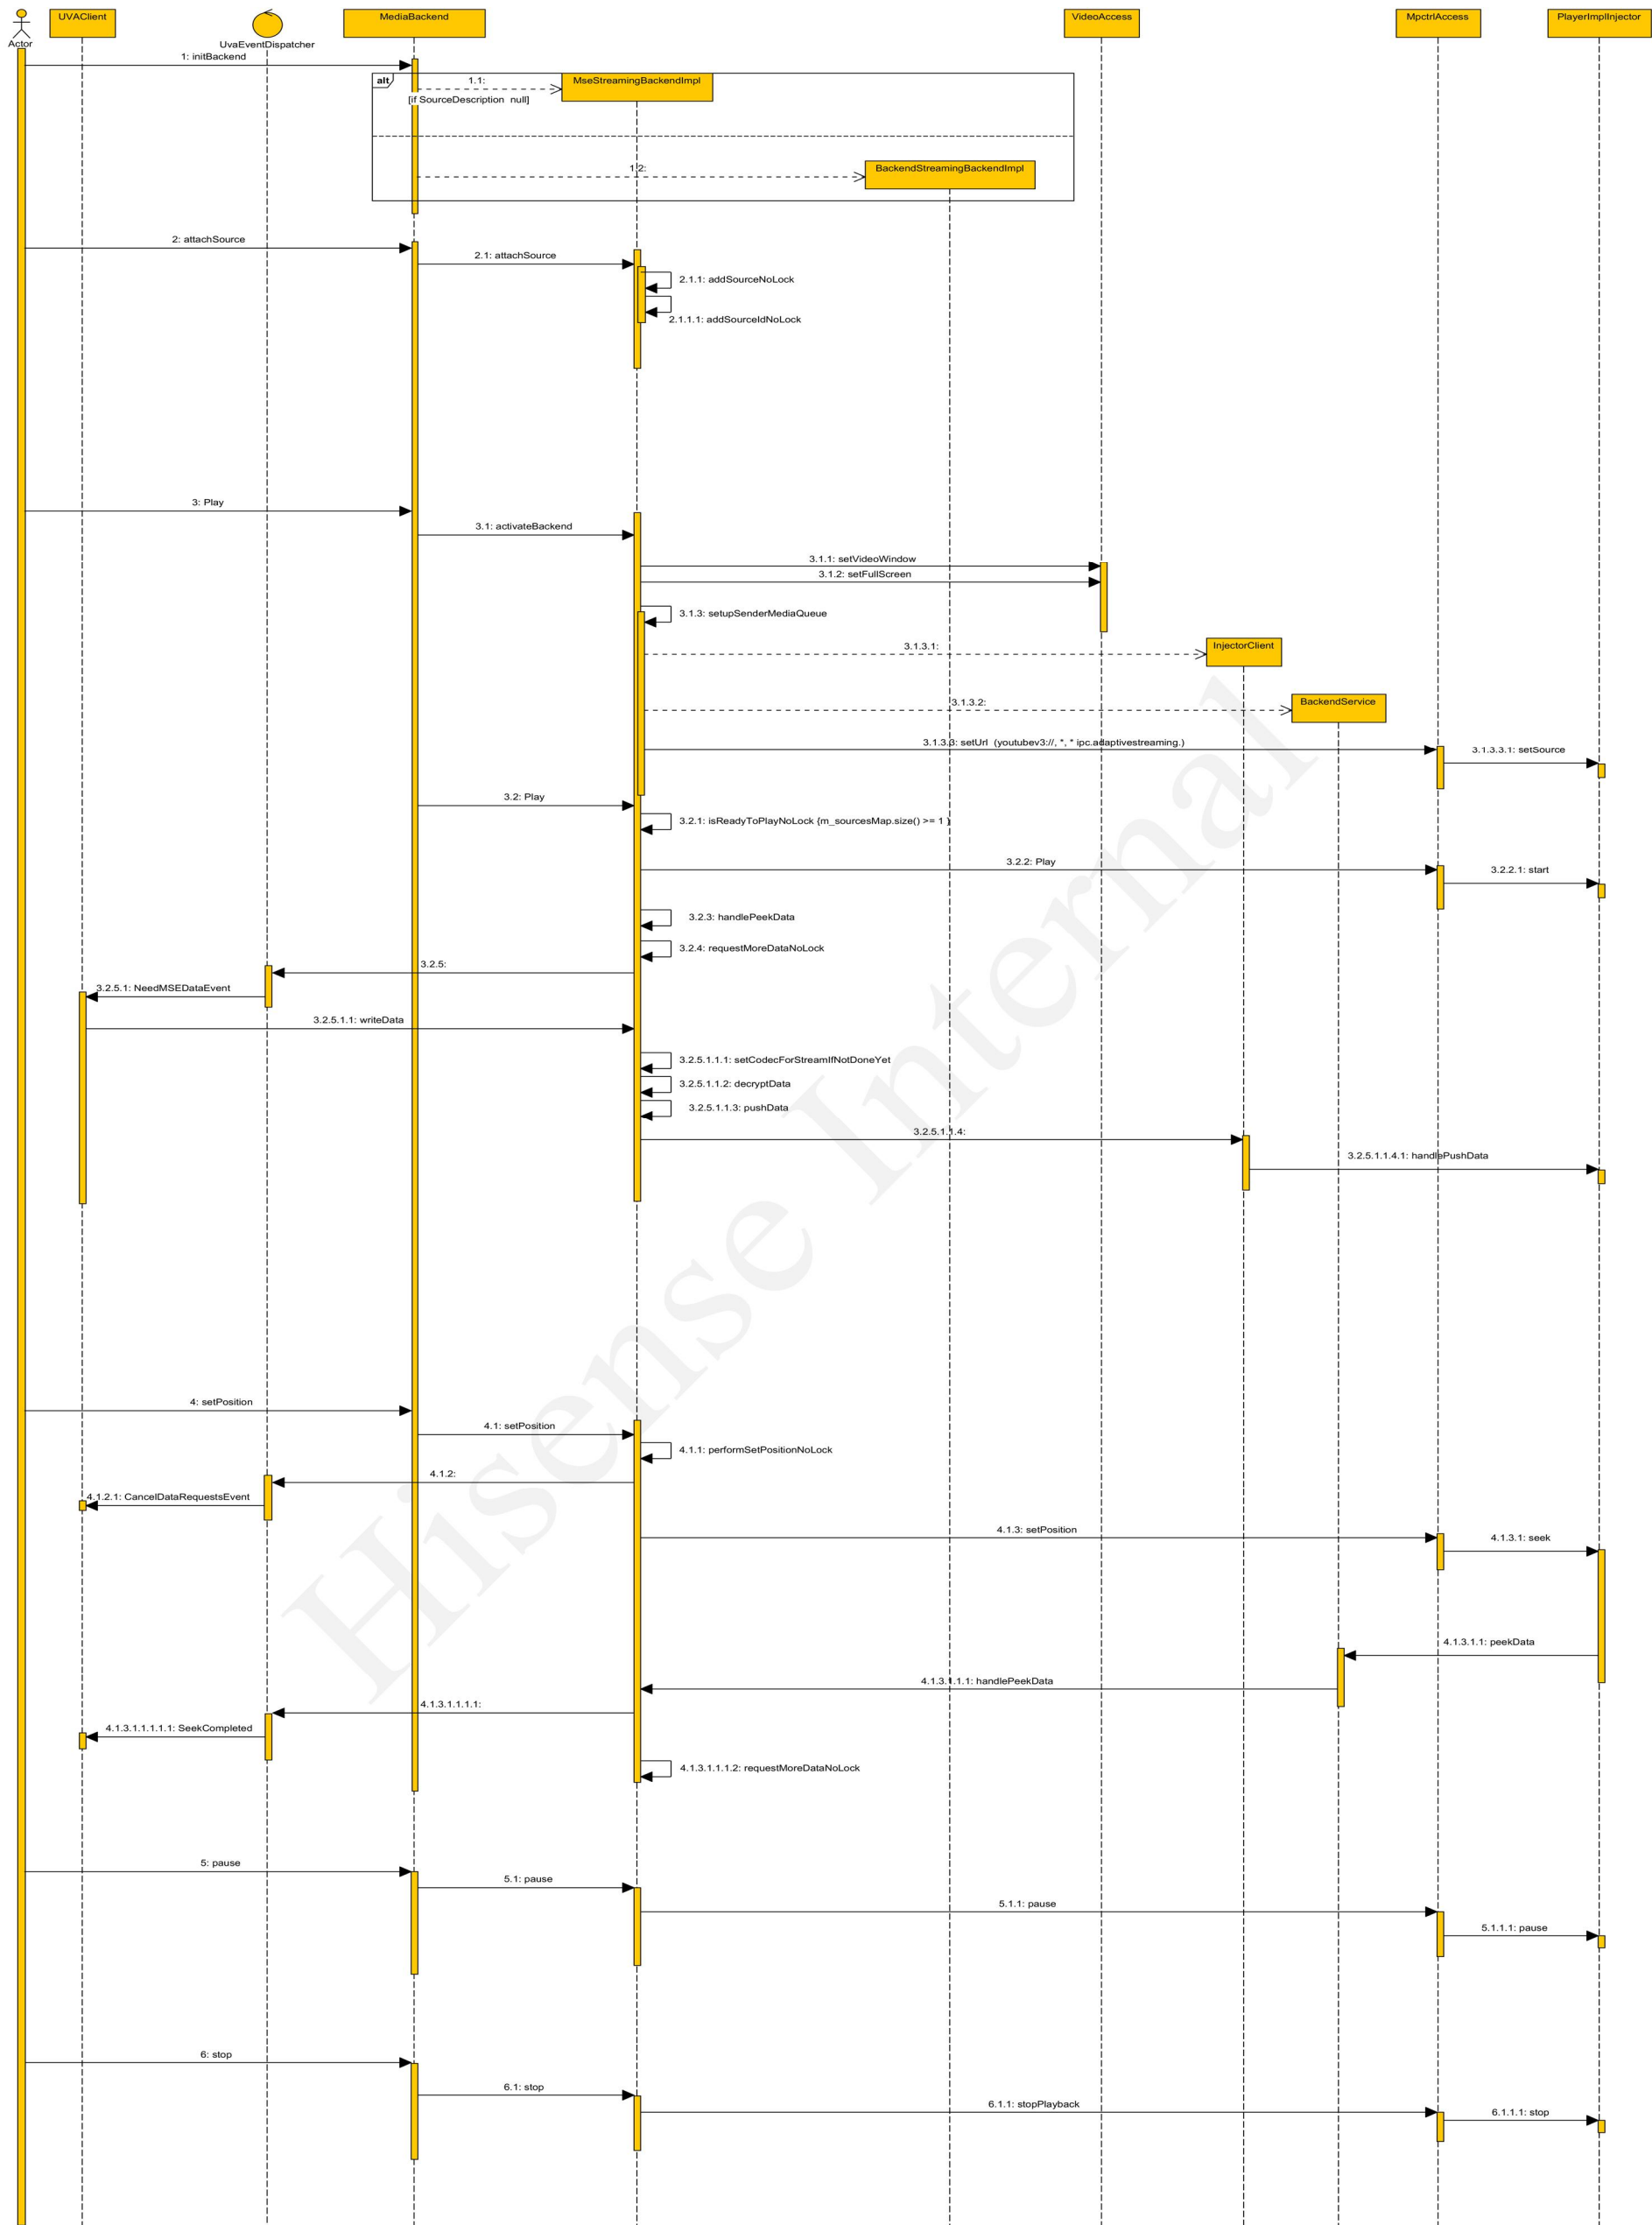 UVAClient
MediaBackend
VideoAccess
MpctrlAccess
PlayerImplInjector
Actor
UvaEventDispatcher
1: initBackend
alt
1.1:
MseStreamingBackendImpl
[if SourceDescription  null]
1.2:
BackendStreamingBackendImpl
2: attachSource
2.1: attachSource
2.1.1: addSourceNoLock
2.1.1.1: addSourceIdNoLock
3: Play
3.1: activateBackend
3.1.1: setVideoWindow
3.1.2: setFullScreen
3.1.3: setupSenderMediaQueue
3.1.3.1:
InjectorClient
3.1.3.2:
BackendService
3.1.3.3: setUrl  (youtubev3://, *, * ipc.adaptivestreaming.)
3.1.3.3.1: setSource
3.2: Play
3.2.1: isReadyToPlayNoLock {m_sourcesMap.size() >= 1 }
3.2.2: Play
3.2.2.1: start
3.2.3: handlePeekData
3.2.4: requestMoreDataNoLock
3.2.5:
3.2.5.1: NeedMSEDataEvent
3.2.5.1.1: writeData
3.2.5.1.1.1: setCodecForStreamIfNotDoneYet
3.2.5.1.1.2: decryptData
3.2.5.1.1.3: pushData
3.2.5.1.1.4:
3.2.5.1.1.4.1: handlePushData
4: setPosition
4.1: setPosition
4.1.1: performSetPositionNoLock
4.1.2:
4.1.2.1: CancelDataRequestsEvent
4.1.3: setPosition
4.1.3.1: seek
4.1.3.1.1: peekData
4.1.3.1.1.1: handlePeekData
4.1.3.1.1.1.1:
4.1.3.1.1.1.1.1: SeekCompleted
4.1.3.1.1.1.2: requestMoreDataNoLock
5: pause
5.1: pause
5.1.1: pause
5.1.1.1: pause
6: stop
6.1: stop
6.1.1: stopPlayback
6.1.1.1: stop
Hisense Internal